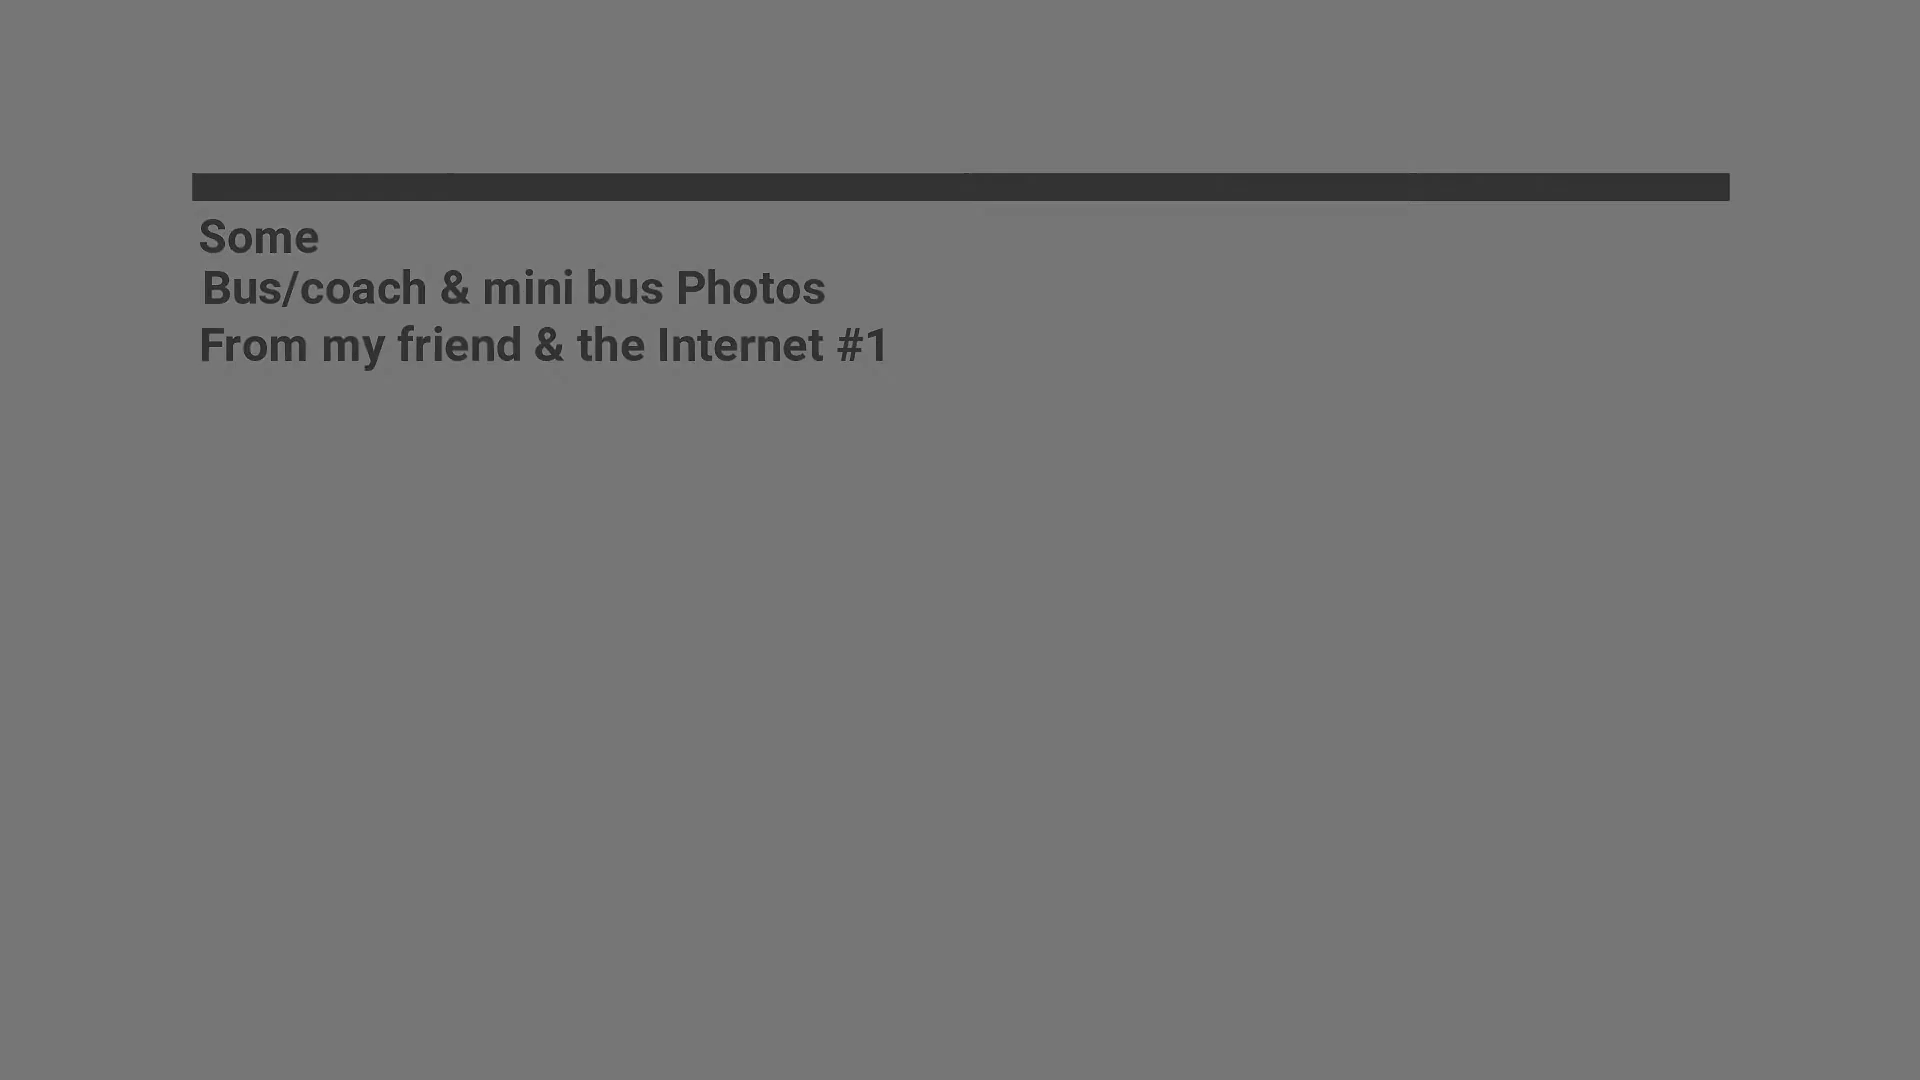 Some
Bus/coach & mini bus Photos
From my friend & the Internet #1